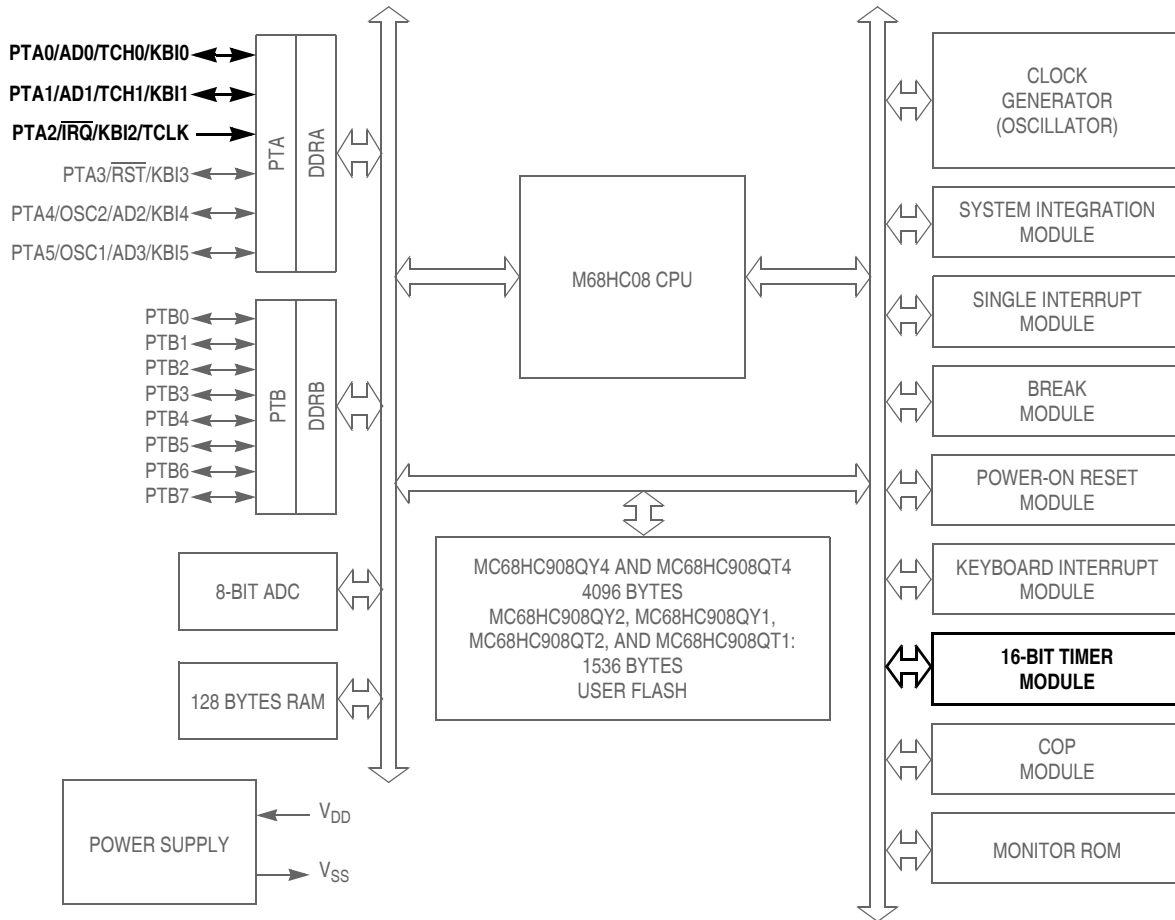 PTA0/AD0/TCH0/KBI0
PTA1/AD1/TCH1/KBI1
PTA2/IRQ/KBI2/TCLK
PTA3/RST/KBI3
PTA4/OSC2/AD2/KBI4
PTA5/OSC1/AD3/KBI5
PTA
DDRA
PTB0
PTB1
PTB2
PTB3
PTB4
PTB5
PTB6
PTB7
PTB
DDRB
8-BIT ADC
128 BYTES RAM
POWER SUPPLY
VDD
VSS
M68HC08 CPU
MC68HC908QY4 AND MC68HC908QT4
4096 BYTES
MC68HC908QY2, MC68HC908QY1,
MC68HC908QT2, AND MC68HC908QT1:
1536 BYTES
USER FLASH
CLOCK
GENERATOR
(OSCILLATOR)
SYSTEM INTEGRATION
MODULE
SINGLE INTERRUPT
MODULE
BREAK
MODULE
POWER-ON RESET
MODULE
KEYBOARD INTERRUPT
MODULE
16-BIT TIMER
MODULE
COP
MODULE
MONITOR ROM